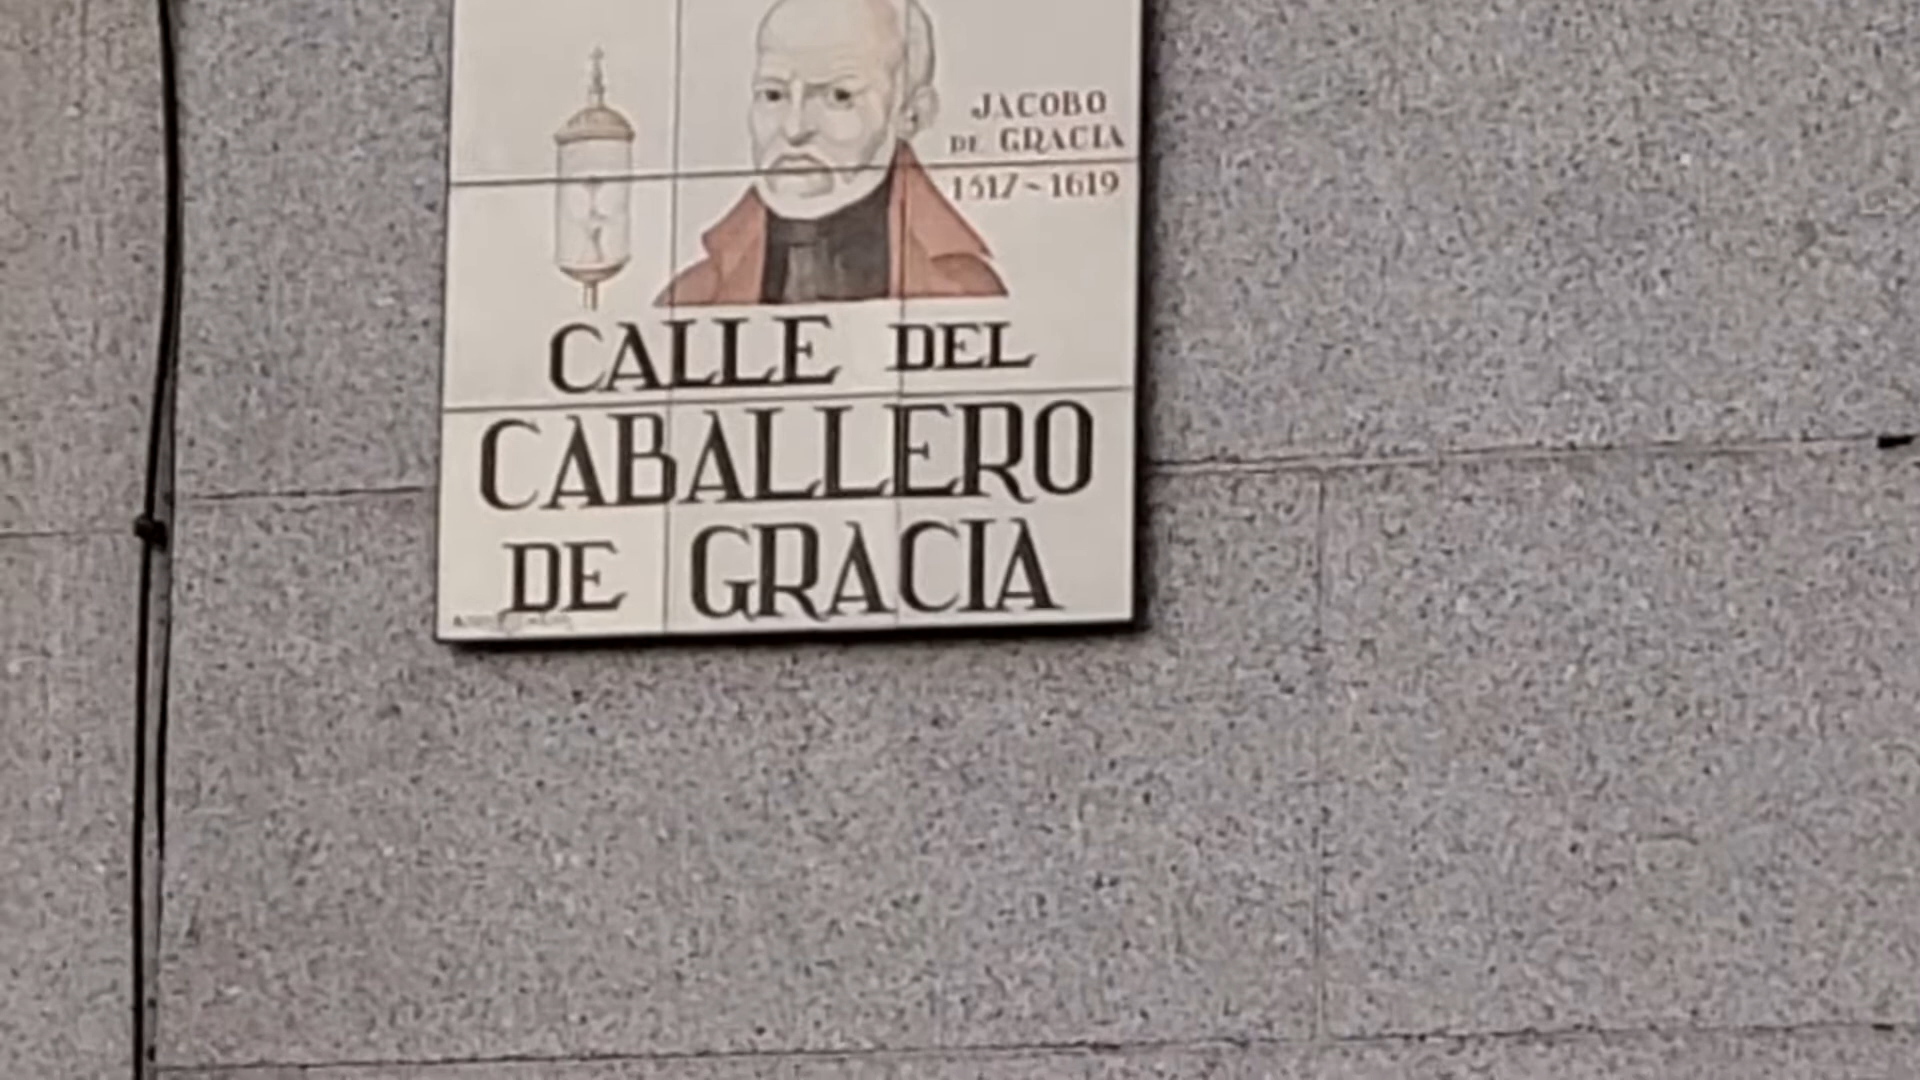 JACOBO
DE GRACIA
1517~1619
CALLE DEL
CABALLERO
DE GRACIA